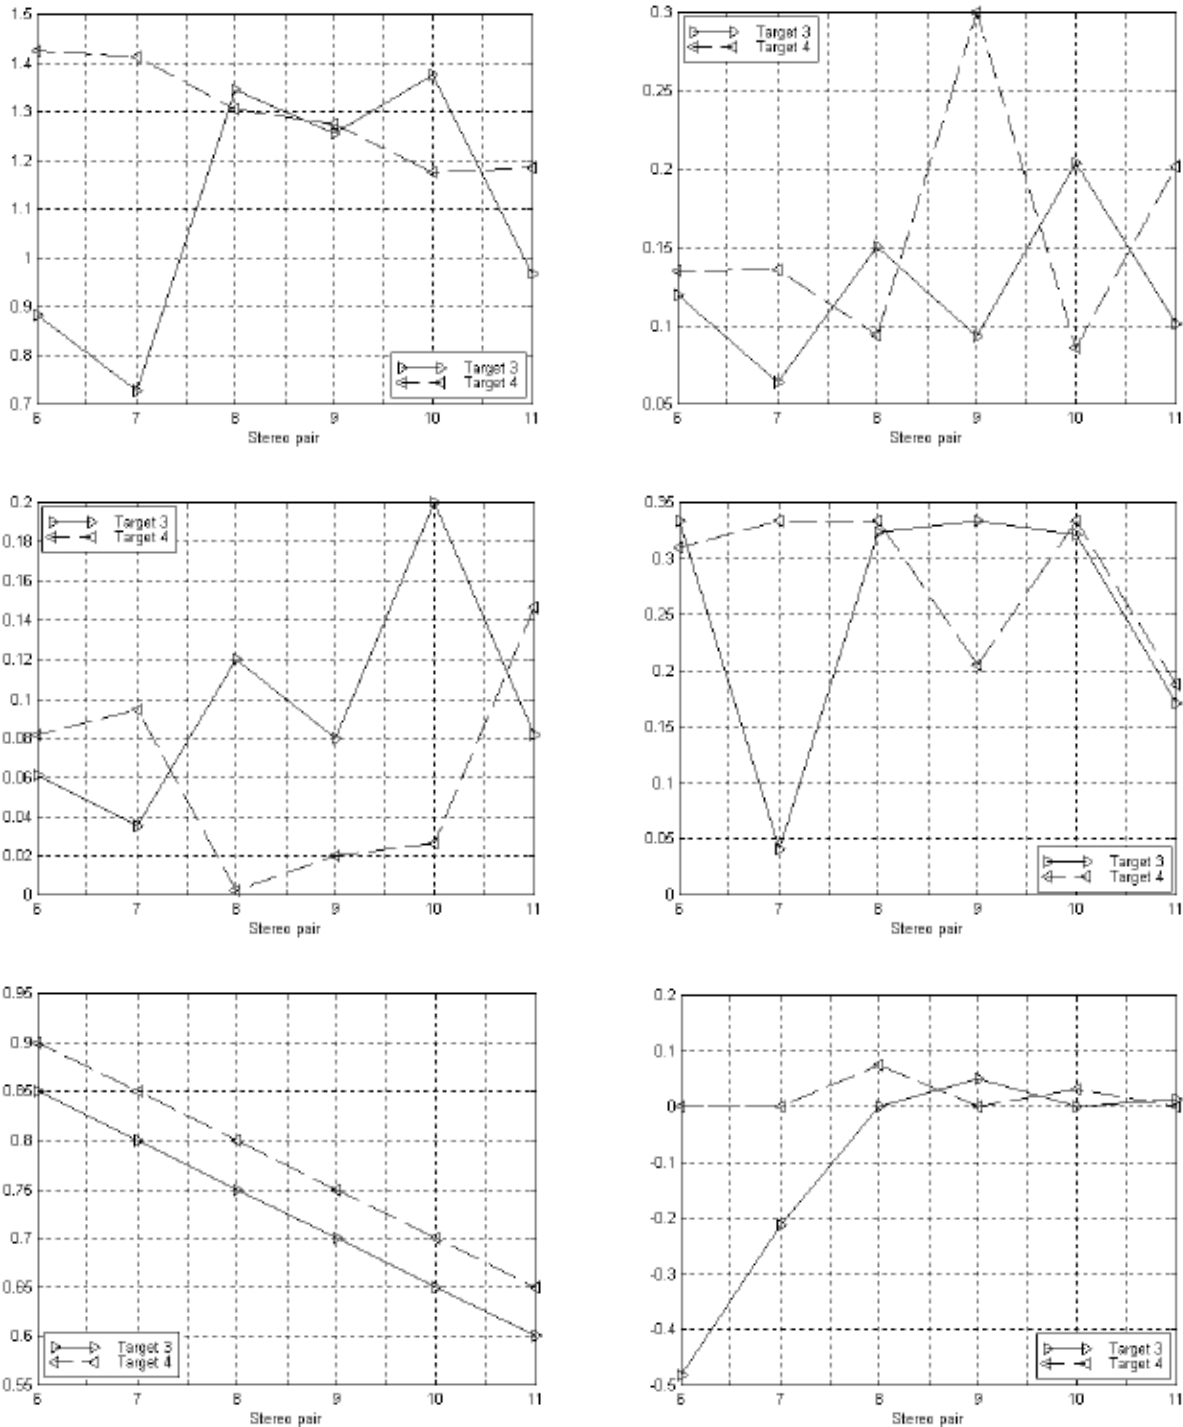 1.5
1.4
1.3
1.2
1.1
1
0.9
0.8
0.7
6 7 8 9 10 11
Stereo pair
Target 3
Target 4
0.3
0.25
0.2
0.15
0.1
0.05
6 7 8 9 10 11
Stereo pair
Target 3
Target 4
0.2
0.18
0.16
0.14
0.12
0.1
0.08
0.06
0.04
0.02
0
6 7 8 9 10 11
Stereo pair
Target 3
Target 4
0.35
0.3
0.25
0.2
0.15
0.1
0.05
0
6 7 8 9 10 11
Stereo pair
Target 3
Target 4
0.95
0.9
0.85
0.8
0.75
0.7
0.65
0.6
0.55
6 7 8 9 10 11
Stereo pair
Target 3
Target 4
0.2
0.1
0
-0.1
-0.2
-0.3
-0.4
-0.5
6 7 8 9 10 11
Stereo pair
Target 3
Target 4